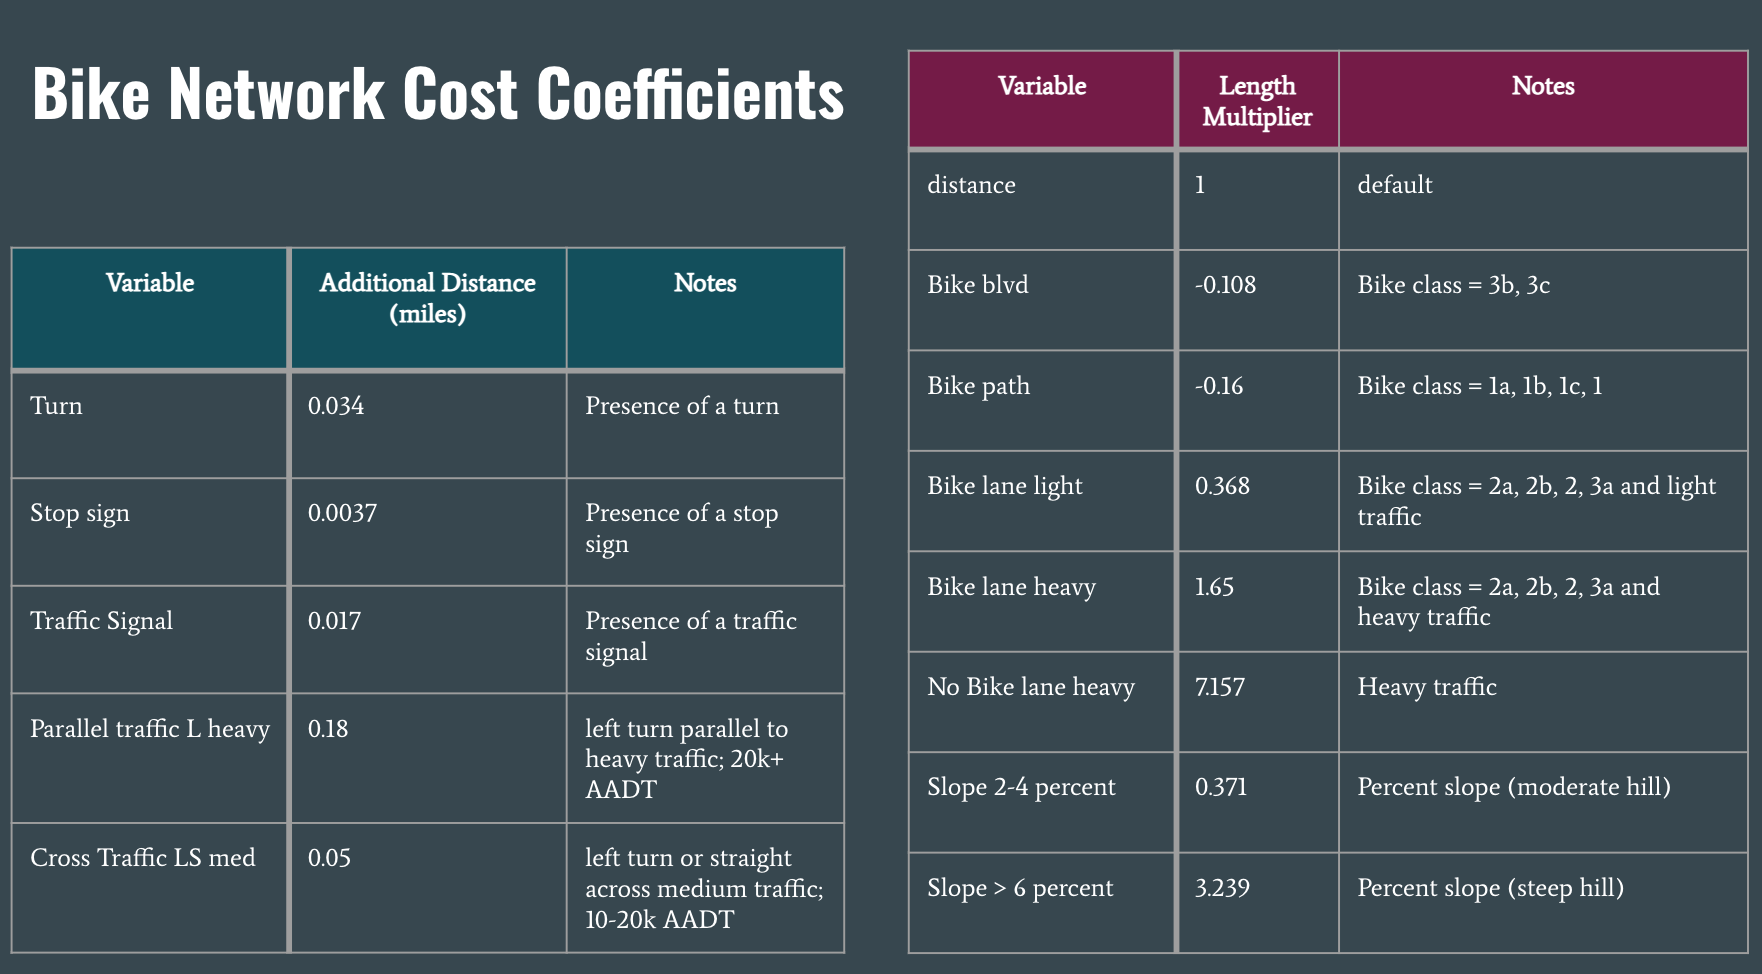 Bike Network Cost Coefficients
Variable
Additional Distance
(miles)
Notes
Turn
0.034
Presence of a turn
Stop sign
0.0037
Presence of a stop
sign
Traffic Signal
0.017
Presence of a traffic
signal
Parallel traffic L heavy
0.18
left turn parallel to
heavy traffic; 20k+
AADT
Cross Traffic LS med
0.05
left turn or straight
across medium traffic;
10-20k AADT
Variable
Length
Multiplier
Notes
distance
1
default
Bike blvd
-0.108
Bike class = 3b, 3c
Bike path
-0.16
Bike class = 1a, 1b, 1c, 1
Bike lane light
0.368
Bike class = 2a, 2b, 2, 3a and light
traffic
Bike lane heavy
1.65
Bike class = 2a, 2b, 2, 3a and
heavy traffic
No Bike lane heavy
7.157
Heavy traffic
Slope 2-4 percent
0.371
Percent slope (moderate hill)
Slope > 6 percent
3.239
Percent slope (steep hill)